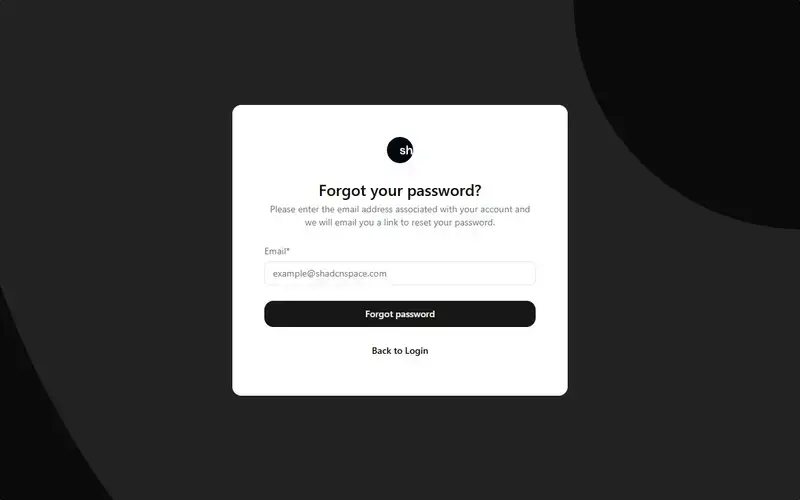 sh
Forgot your password?
Please enter the email address associated with your account and
we will email you a link to reset your password.
Email*
example@shadcnspace.com
Forgot password
Back to Login